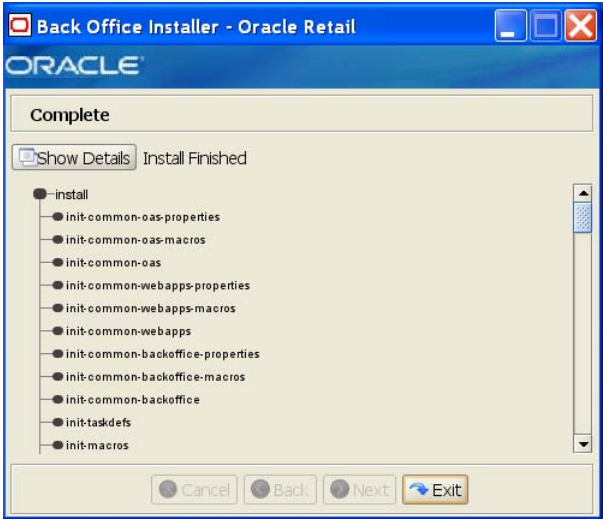 Back Office Installer - Oracle Retail
ORACLE
Complete
Show Details Install Finished
install
init-common-oas-properties
init-common-oas-macros
init-common-oas
init-common-webapps-properties
init-common-webapps-macros
init-common-webapps
init-common-backoffice-properties
init-common-backoffice-macros
init-common-backoffice
init-taskdefs
init-macros
Cancel Back Next Exit